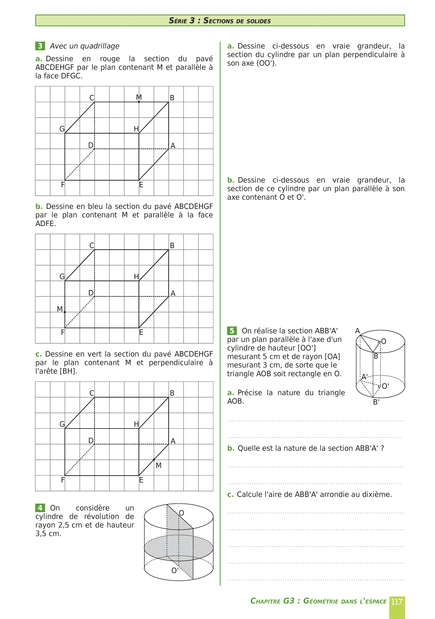 SÉRIE 3 : SECTIONS DE SOLIDES
3 Avec un quadrillage
a. Dessine en rouge la section du pavé
ABCDEHGF par le plan contenant M et parallèle à
la face DFGC.
C M B
G H
D A
F E
b. Dessine en bleu la section du pavé ABCDEHGF
par le plan contenant M et parallèle à la face
ADFE.
C B
G H
D A
M
F E
c. Dessine en vert la section du pavé ABCDEHGF
par le plan contenant M et perpendiculaire à
l'arête [BH].
C B
G H
D A
M
F E
4 On considère un
cylindre de révolution de
rayon 2,5 cm et de hauteur
3,5 cm.
O
O'
a. Dessine ci-dessous en vraie grandeur, la
section du cylindre par un plan perpendiculaire à
son axe (OO').
b. Dessine ci-dessous en vraie grandeur, la
section de ce cylindre par un plan parallèle à son
axe contenant O et O'.
5 On réalise la section ABB'A'
par un plan parallèle à l'axe d'un
cylindre de hauteur [OO']
mesurant 5 cm et de rayon [OA]
mesurant 3 cm, de sorte que le
triangle AOB soit rectangle en O.
A
O
B
A'
O'
B'
a. Précise la nature du triangle
AOB.
b. Quelle est la nature de la section ABB'A' ?
c. Calcule l'aire de ABB'A' arrondie au dixième.
CHAPITRE G3 : GÉOMÉTRIE DANS L'ESPACE 117